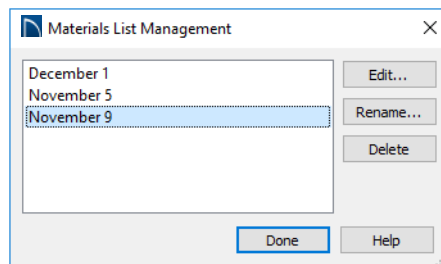 Materials List Management
December 1
November 5
November 9
Edit...
Rename...
Delete
Done
Help